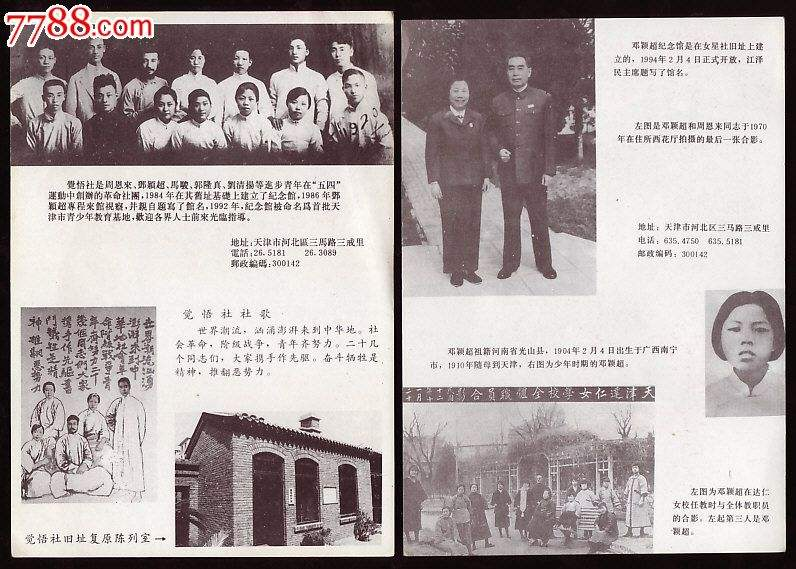 7788.com
1920
覺悟社是周恩來、鄧穎超、馬駿、郭隆真、劉清揚等進步青年在“五四”
運動中創辦的革命社團,1984年在其舊址基礎上建立了紀念館,1986年鄧
穎超專程來館視察,并親自題寫了館名,1992年,紀念館被命名爲首批天
津市青少年教育基地,歡迎各界人士前來光臨指導。
地址:天津市河北區三馬路三戒里
電話:26.5181 26.3089
郵政編碼:300142
觉悟社社歌
世界潮流,汹涌澎湃来到中华地。社
会革命,阶级战争,青年齐努力。二十几
个同志们,大家携手作先驱。奋斗牺牲是
精神,推翻恶势力。
觉悟社旧址复原陈列室→
邓颖超纪念馆是在女星社旧址上建
立的,1994年2月4日正式开放,江泽
民主席题写了馆名。
左图是邓颖超和周恩来同志于1970
年在住所西花厅拍摄的最后一张合影。
地址:天津市河北区三马路三戒里
电话:635.4750 635.5181
邮政编码:300142
邓颖超祖籍河南省光山县,1904年2月4日出生于广西南宁
市,1910年随母到天津,右图为少年时期的邓颖超。
左图为邓颖超在达仁
女校任教时与全体教职员
的合影。左起第三人是邓
颖超。